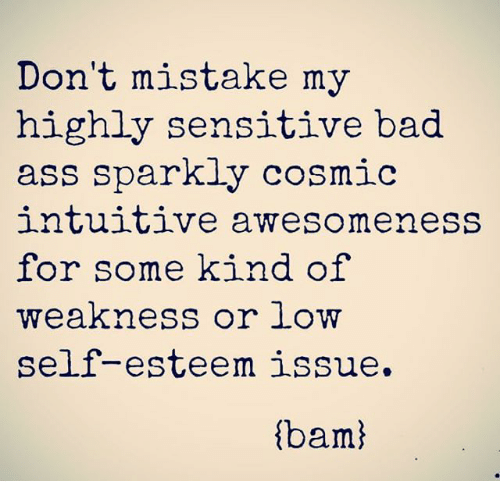 Don't mistake my
highly sensitive bad
ass sparkly cosmic
intuitive awesomeness
for some kind of
weakness or low
self-esteem issue.
{bam}